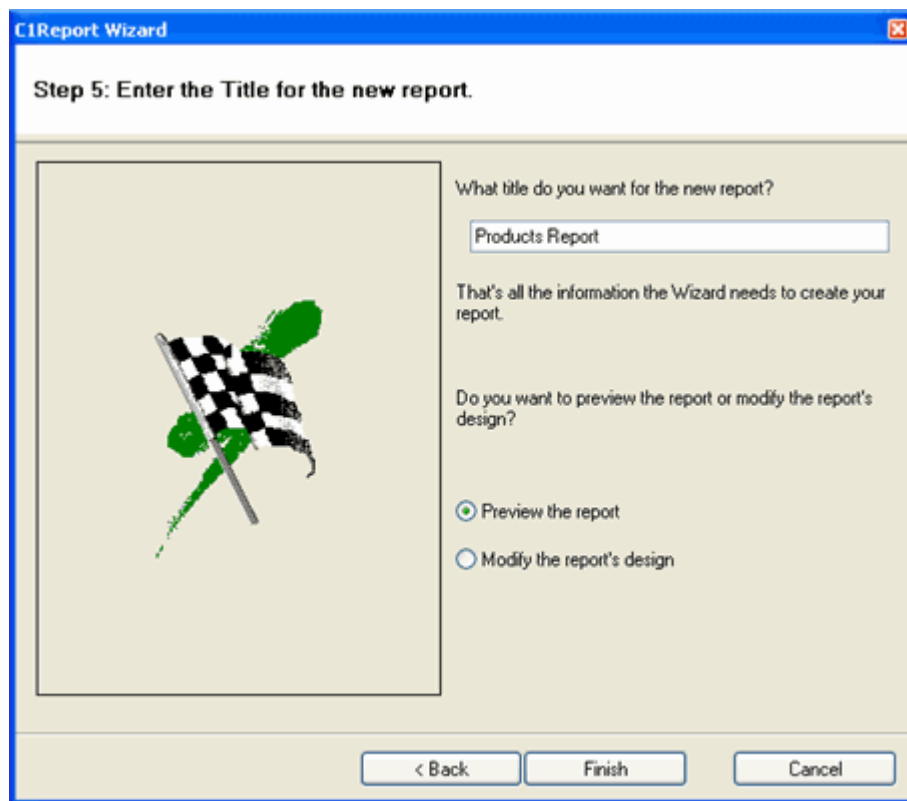 C1Report Wizard
Step 5: Enter the Title for the new report.
What title do you want for the new report?
Products Report
That's all the information the Wizard needs to create your
report.
Do you want to preview the report or modify the report's
design?
Preview the report
Modify the report's design
< Back
Finish
Cancel